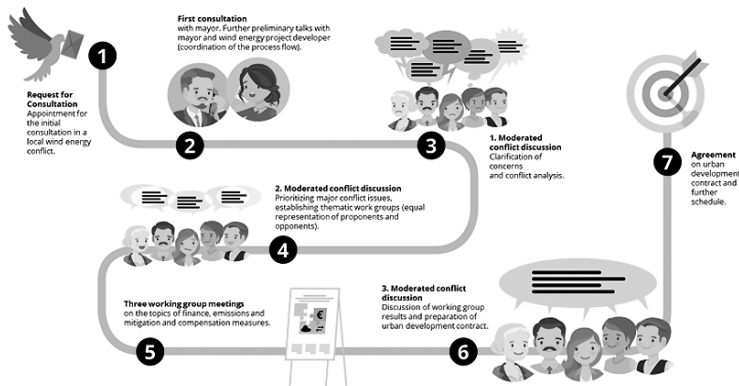 1
Request for
Consultation
Appointment for
the initial
consultation in a
local wind energy
conflict.
First consultation
with mayor. Further preliminary talks with
mayor and wind energy project developer
(coordination of the process flow).
2
3
1. Moderated
conflict discussion
Clarification of
concerns
and conflict analysis.
2. Moderated conflict discussion
Prioritizing major conflict issues,
establishing thematic work groups (equal
representation of proponents and
opponents).
4
Three working group meetings
on the topics of finance, emissions and
mitigation and compensation measures.
5
€
3. Moderated conflict
discussion
Discussion of working group
results and preparation of
urban development contract.
6
7
Agreement
on urban
development
contract and
further
schedule.